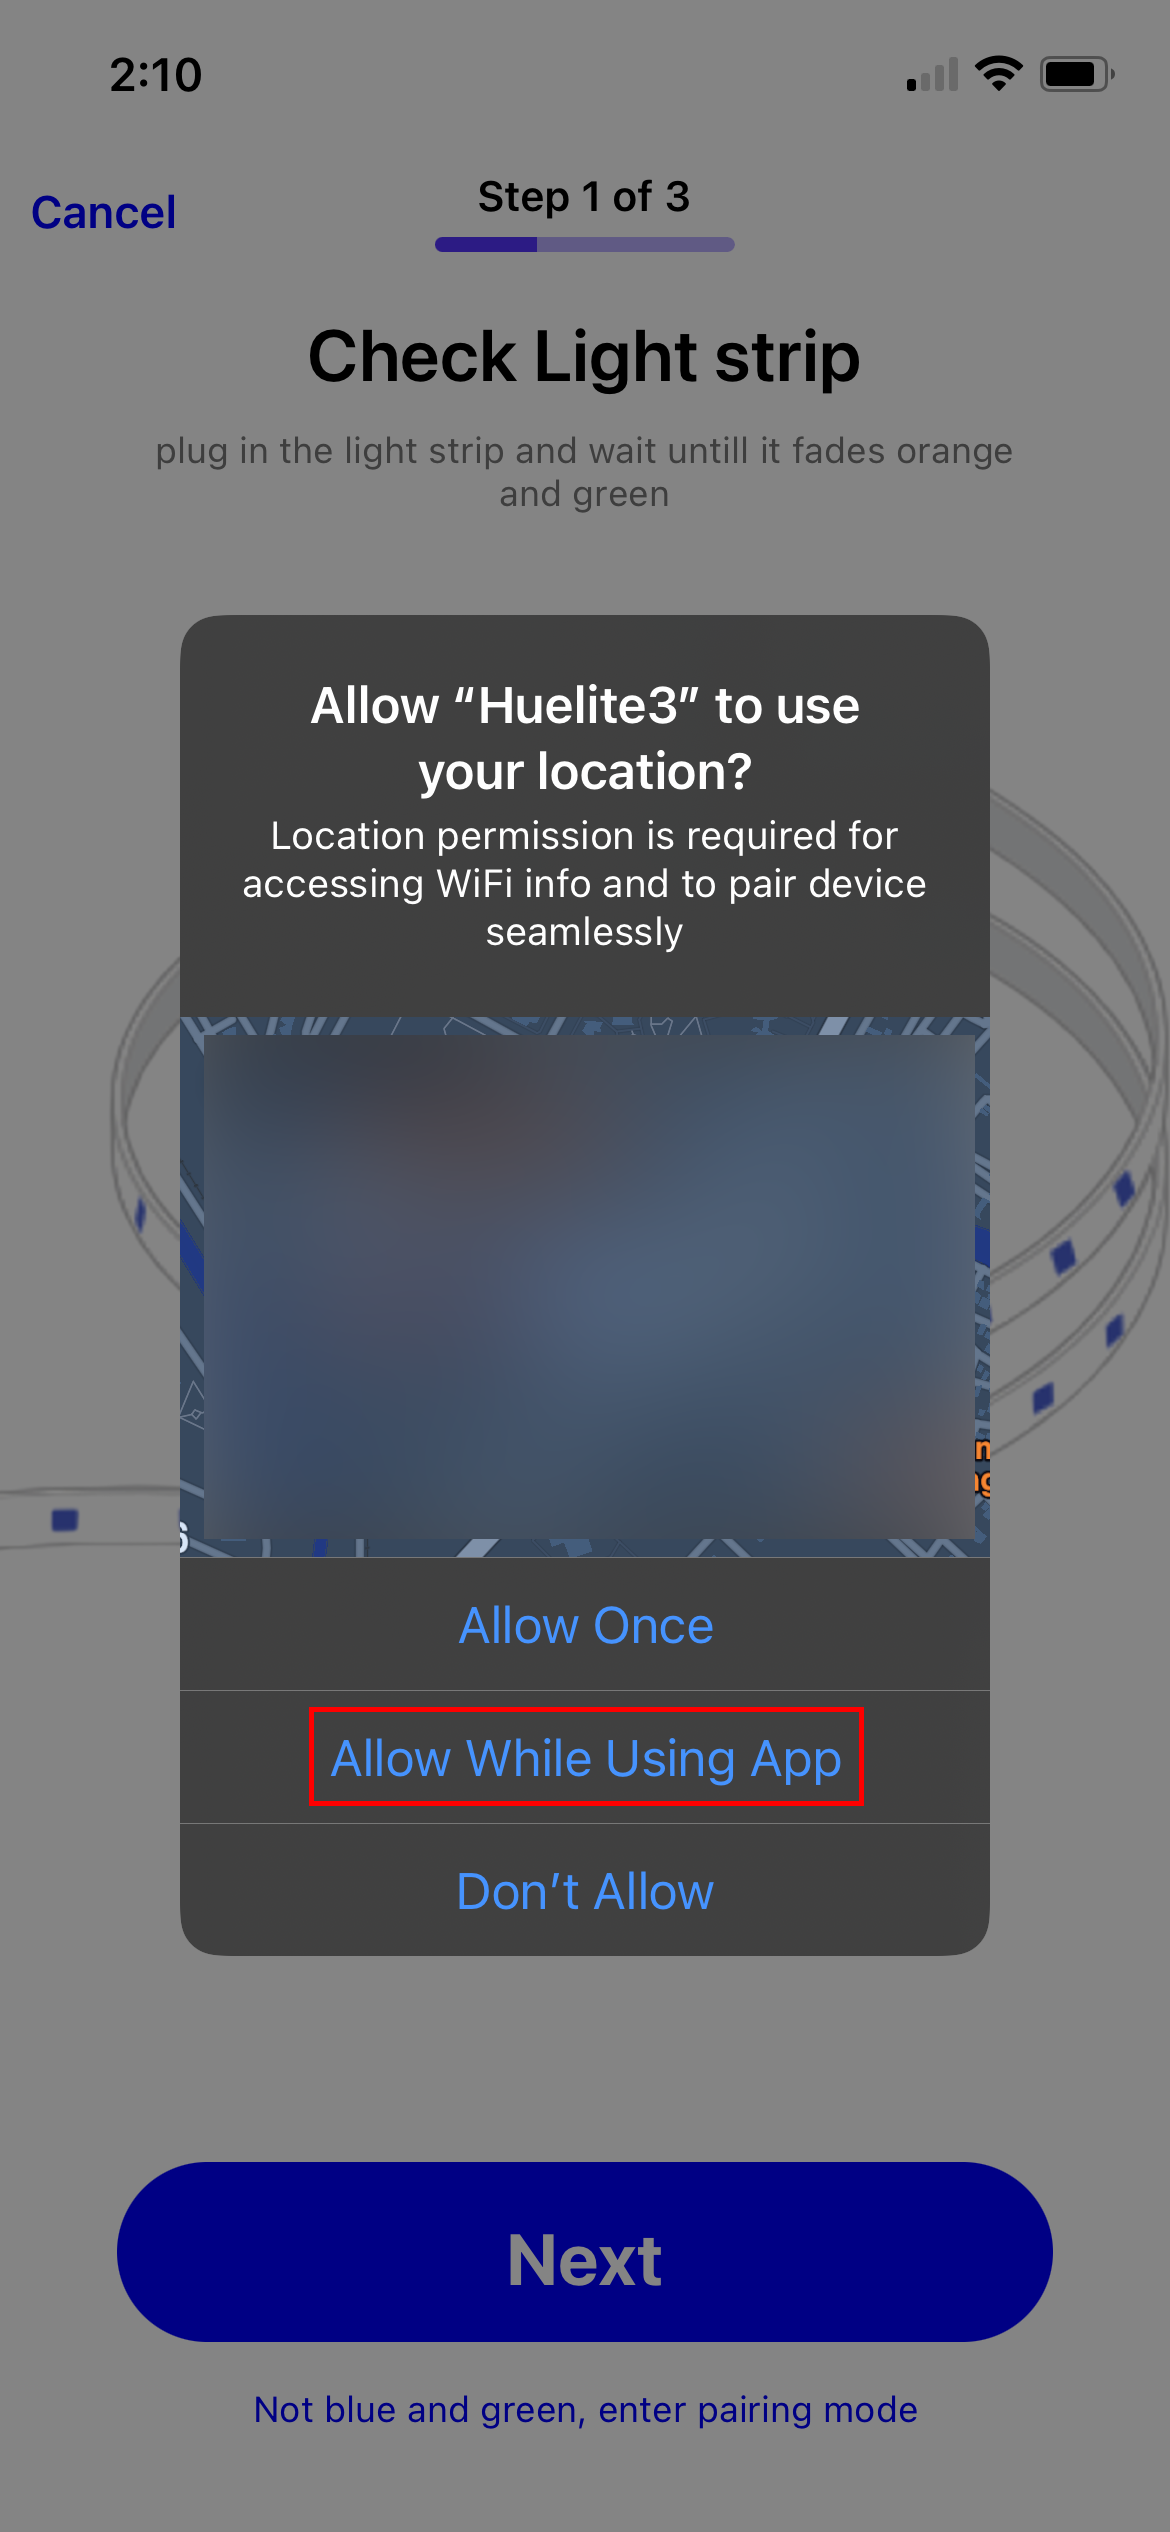 2:10
Cancel
Step 1 of 3
Check Light strip
plug in the light strip and wait untill it fades orange
and green
Allow “Huelite3” to use
your location?
Location permission is required for
accessing WiFi info and to pair device
seamlessly
Allow Once
Allow While Using App
Don’t Allow
Next
Not blue and green, enter pairing mode